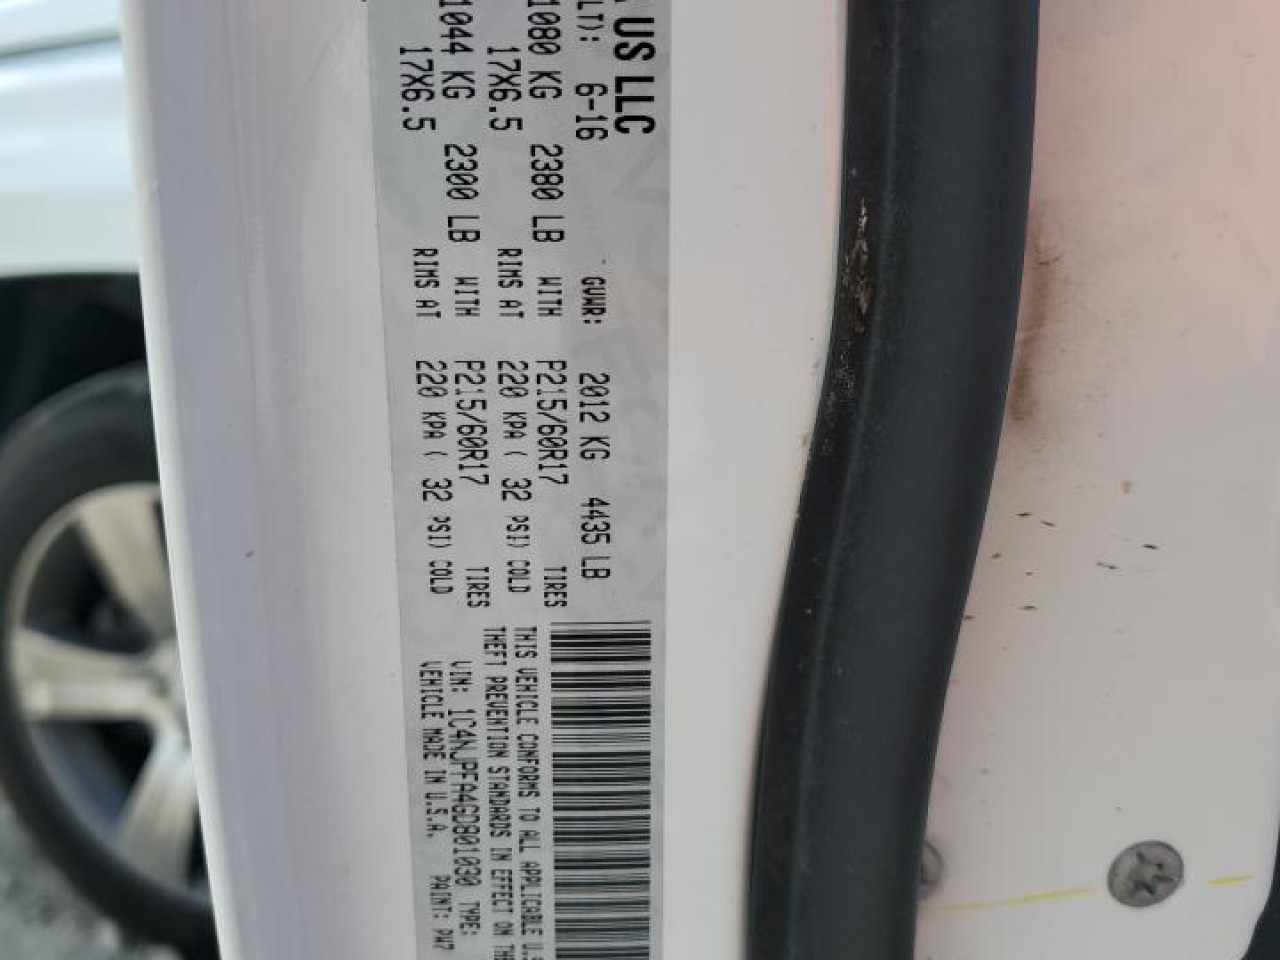 A US LLC
LT): 6-16 GVWR: 2012 KG 4435 LB
1080 KG 2380 LB WITH P215/60R17 TIRES
17X6.5 RIMS AT 220 KPA ( 32 PSI) COLD
1044 KG 2300 LB WITH P215/60R17 TIRES
17X6.5 RIMS AT 220 KPA ( 32 PSI) COLD
THIS VEHICLE CONFORMS TO ALL APPLICABLE U.S.
THEFT PREVENTION STANDARDS IN EFFECT ON THE
VIN: 1C4NJPFA4GD801030 TYPE:
VEHICLE MADE IN U.S.A. PAINT: PW7